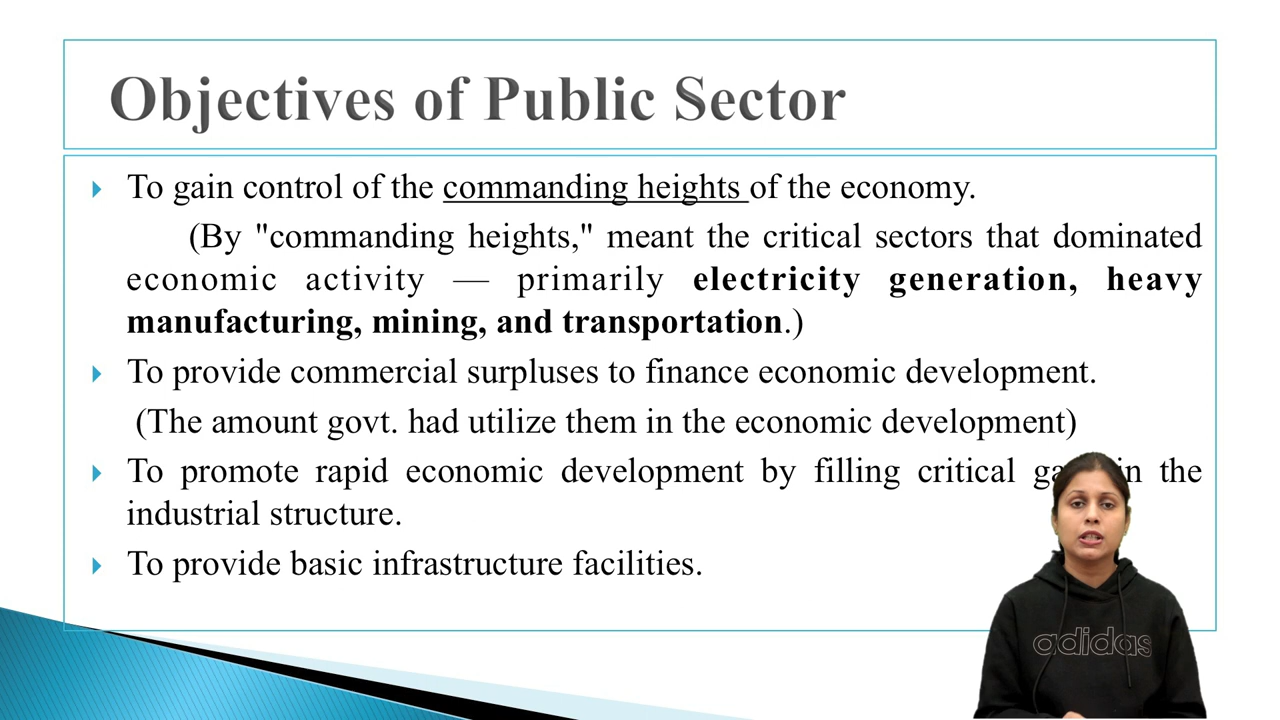 Objectives of Public Sector
To gain control of the commanding heights of the economy.
(By "commanding heights," meant the critical sectors that dominated
economic activity — primarily electricity generation, heavy
manufacturing, mining, and transportation.)
To provide commercial surpluses to finance economic development.
(The amount govt. had utilize them in the economic development)
To promote rapid economic development by filling critical in the
industrial structure.
To provide basic infrastructure facilities.
adidas